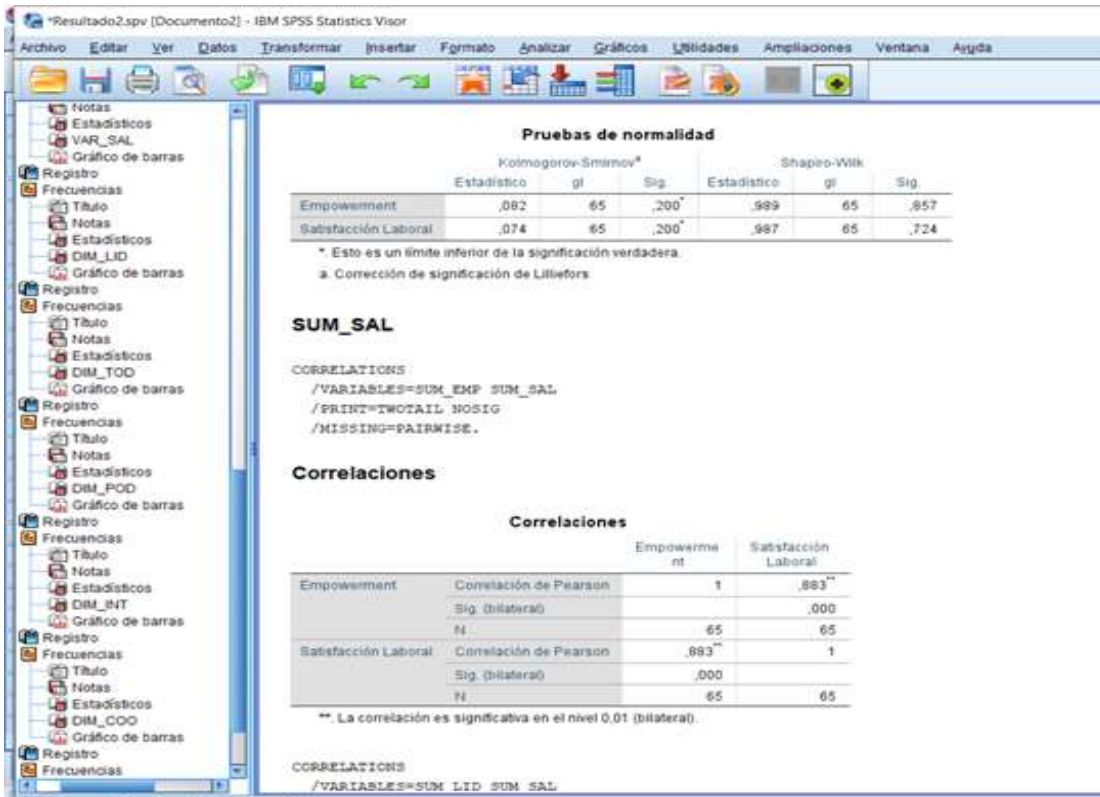 *Resultado2.spv [Documento2] - IBM SPSS Statistics Visor
Archivo Editar Ver Datos Transformar Insertar Formato Analizar Gráficos Utilidades Ampliaciones Ventana Ayuda
Notas
Estadísticos
VAR_SAL
Gráfico de barras
Registro
Frecuencias
Título
Notas
Estadísticos
DIM_LID
Gráfico de barras
Registro
Frecuencias
Título
Notas
Estadísticos
DIM_TOD
Gráfico de barras
Registro
Frecuencias
Título
Notas
Estadísticos
DIM_POD
Gráfico de barras
Registro
Frecuencias
Título
Notas
Estadísticos
DIM_INT
Gráfico de barras
Registro
Frecuencias
Título
Notas
Estadísticos
DIM_COO
Gráfico de barras
Registro
Frecuencias
Pruebas de normalidad
Kolmogorov-Smirnov^a Shapiro-Wilk
Estadístico gl Sig. Estadístico gl Sig.
Empowerment ,082 65 ,200* ,989 65 ,857
Satisfacción Laboral ,074 65 ,200* ,987 65 ,724
*. Esto es un límite inferior de la significación verdadera.
a. Corrección de significación de Lilliefors
SUM_SAL
CORRELATIONS
/VARIABLES=SUM_EMP SUM_SAL
/PRINT=TWOTAIL NOSIG
/MISSING=PAIRWISE.
Correlaciones
Correlaciones
Empowerme Satisfacción
nt Laboral
Empowerment Correlación de Pearson 1 ,883**
Sig. (bilateral) ,000
N 65 65
Satisfacción Laboral Correlación de Pearson ,883** 1
Sig. (bilateral) ,000
N 65 65
**. La correlación es significativa en el nivel 0,01 (bilateral).
CORRELATIONS
/VARIABLES=SUM_LID SUM_SAL